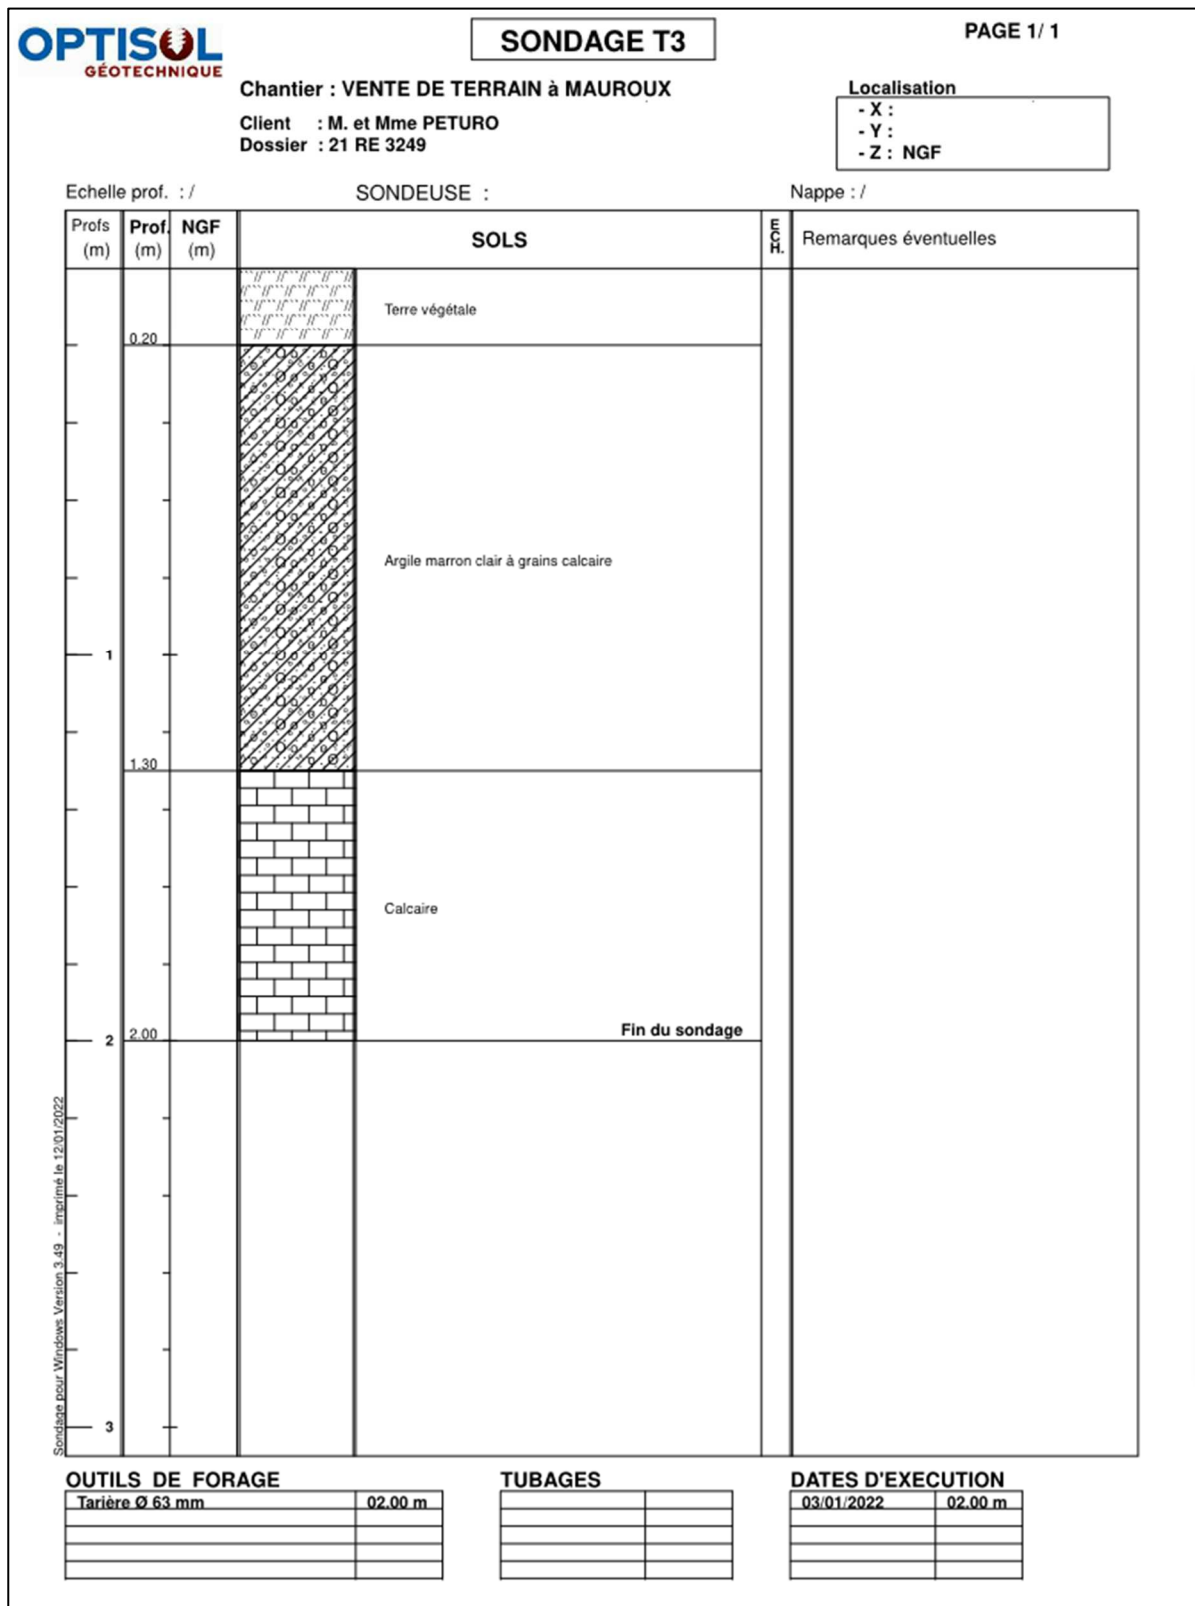 OPTISOL
GÉOTECHNIQUE
SONDAGE T3
PAGE 1/ 1
Chantier : VENTE DE TERRAIN à MAUROUX
Client : M. et Mme PETURO
Dossier : 21 RE 3249
Localisation
- X :
- Y :
- Z : NGF
Echelle prof. : /
SONDEUSE :
Nappe : /
Profs (m)
Prof. (m)
NGF (m)
SOLS
ECH.
Remarques éventuelles
Terre végétale
0.20
Argile marron clair à grains calcaire
1
1.30
Calcaire
Fin du sondage
2
2.00
3
Sondage pour Windows Version 3.49 - imprimé le 12/01/2022
OUTILS DE FORAGE
Tarière Ø 63 mm 02.00 m
TUBAGES
DATES D'EXECUTION
03/01/2022 02.00 m